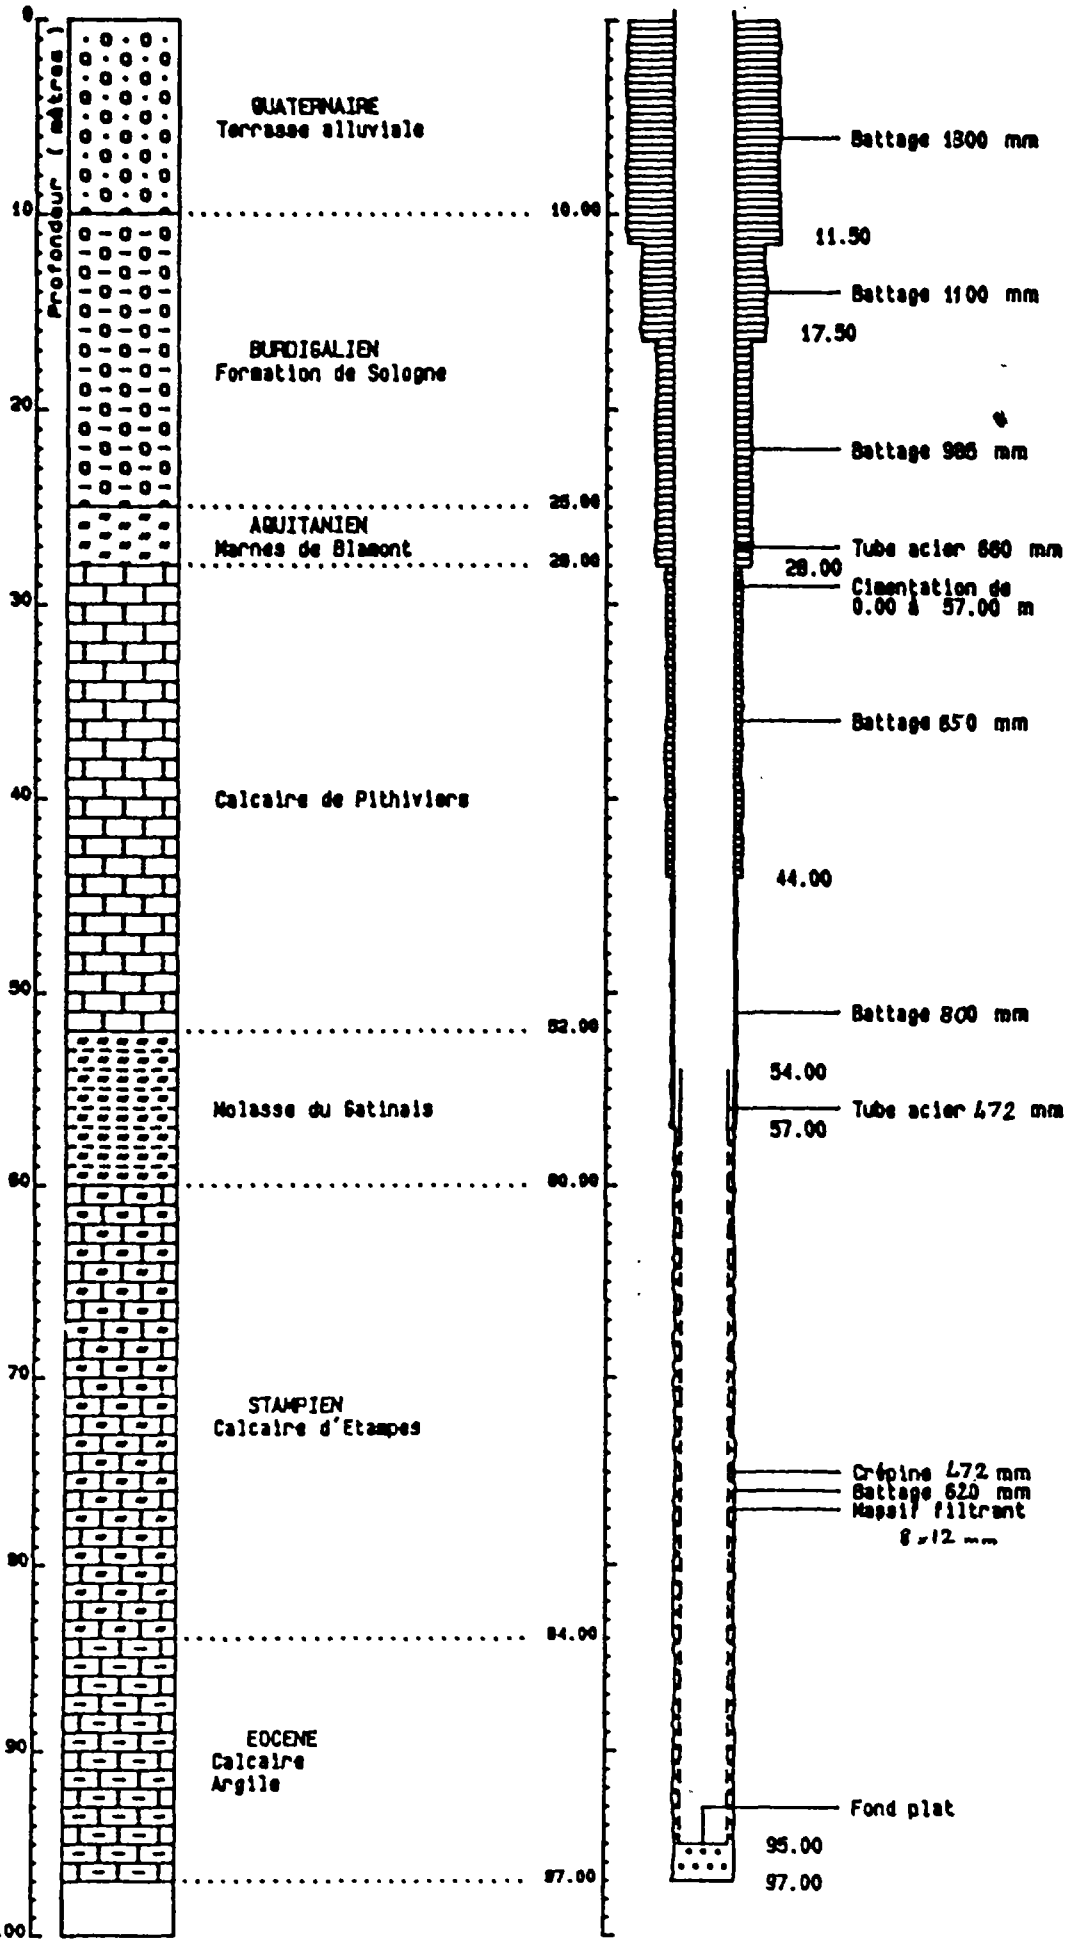 Profondeur ( mètres )
0
10
20
30
40
50
60
70
80
90
00
QUATERNAIRE
Terrasse alluviale
10.00
BURDIGALIEN
Formation de Sologne
25.00
AQUITANIEN
Marnes de Blamont
28.00
Calcaire de Pithiviers
52.00
Molasse du Gatinais
60.00
STAMPIEN
Calcaire d'Etampes
84.00
EOCENE
Calcaire
Argile
97.00
Battage 1300 mm
11.50
Battage 1100 mm
17.50
Battage 985 mm
Tube acier 660 mm
28.00
Cimentation de
0.00 à 57.00 m
Battage 850 mm
44.00
Battage 800 mm
54.00
Tube acier 472 mm
57.00
Crépine 472 mm
Battage 620 mm
Massif filtrant
8 x 12 mm
Fond plat
95.00
97.00